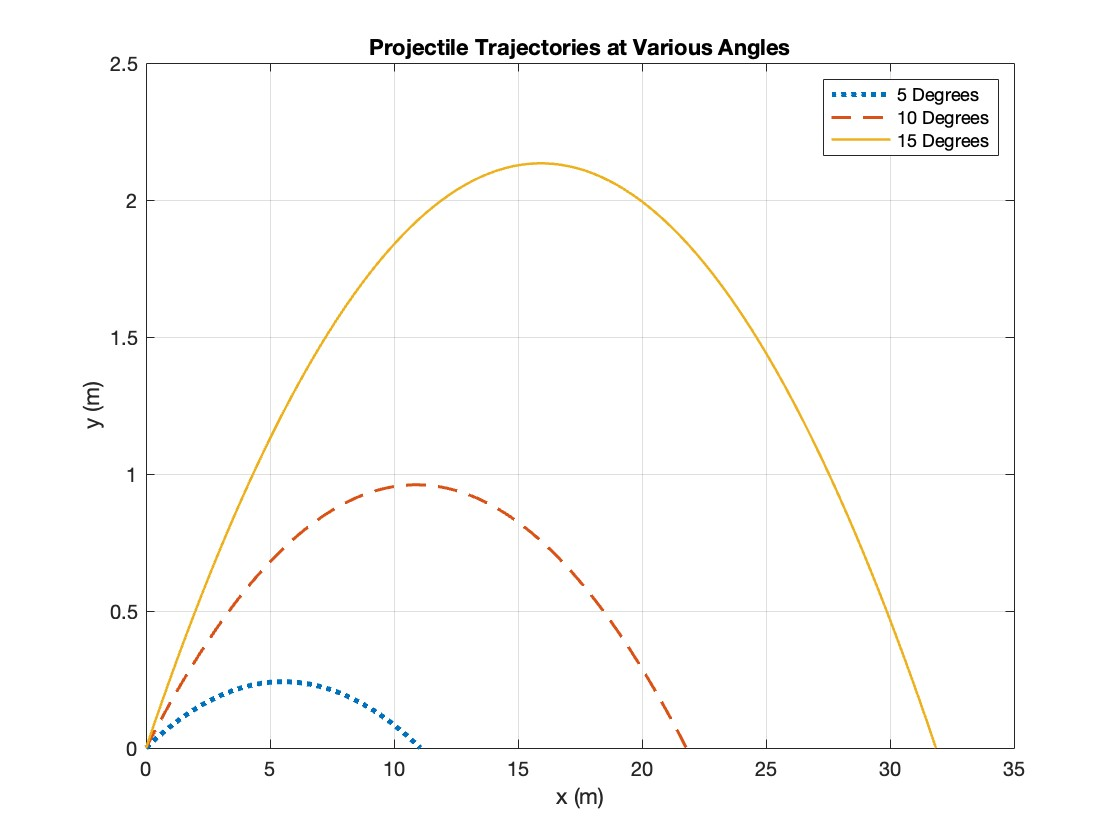 Projectile Trajectories at Various Angles
5 Degrees
10 Degrees
15 Degrees
2.5
2
1.5
1
0.5
0
y (m)
0 5 10 15 20 25 30 35
x (m)